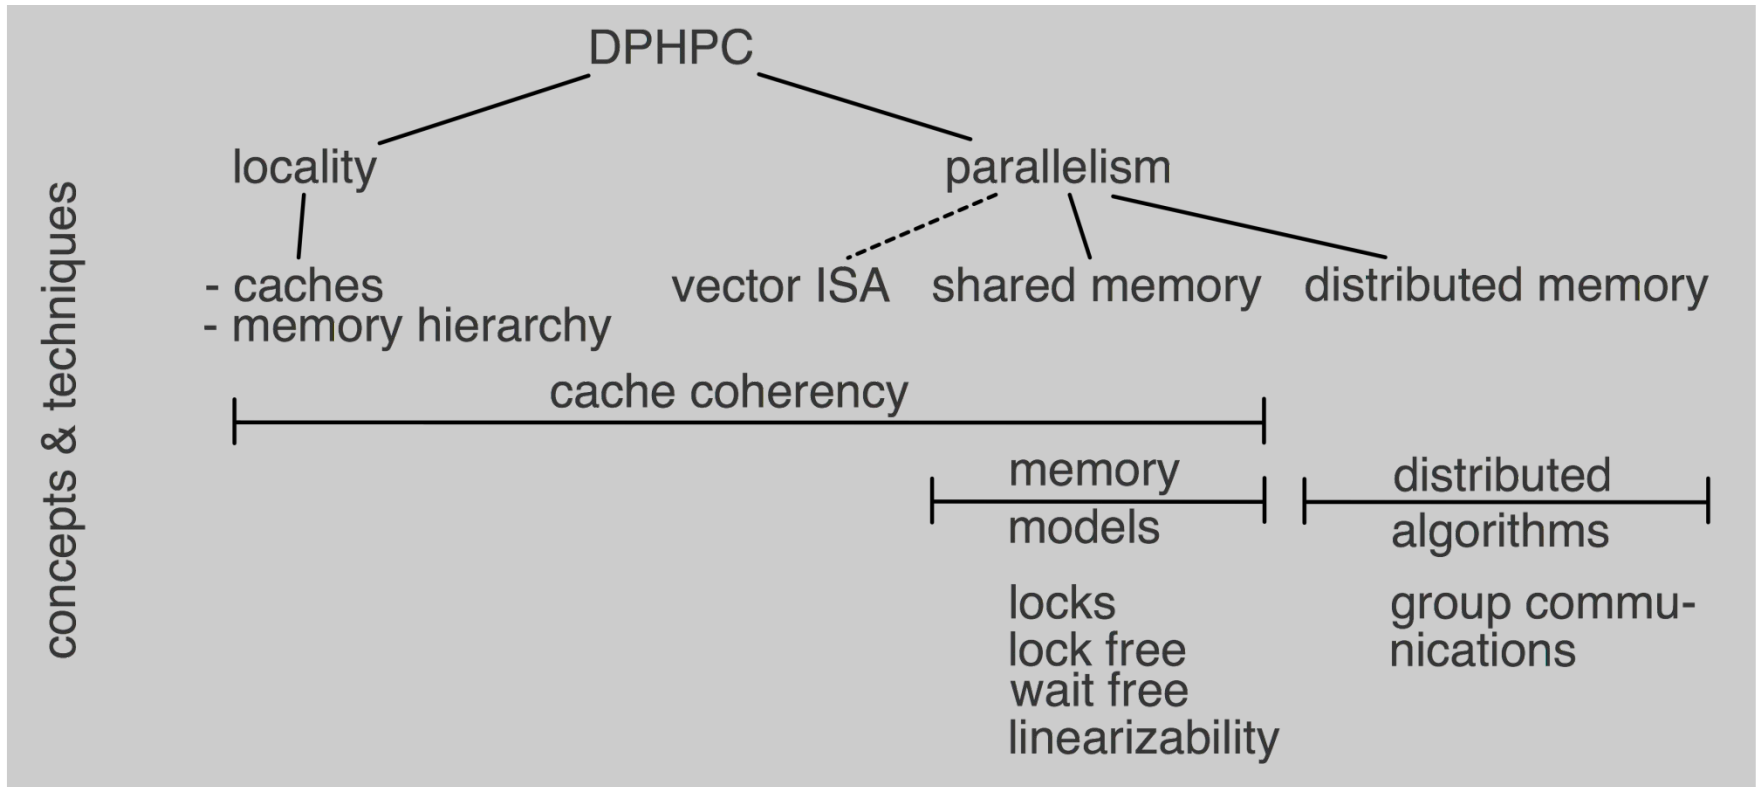 DPHPC
locality
parallelism
- caches
- memory hierarchy
vector ISA
shared memory
distributed memory
concepts & techniques
cache coherency
memory
models
locks
lock free
wait free
linearizability
distributed
algorithms
group commu-
nications